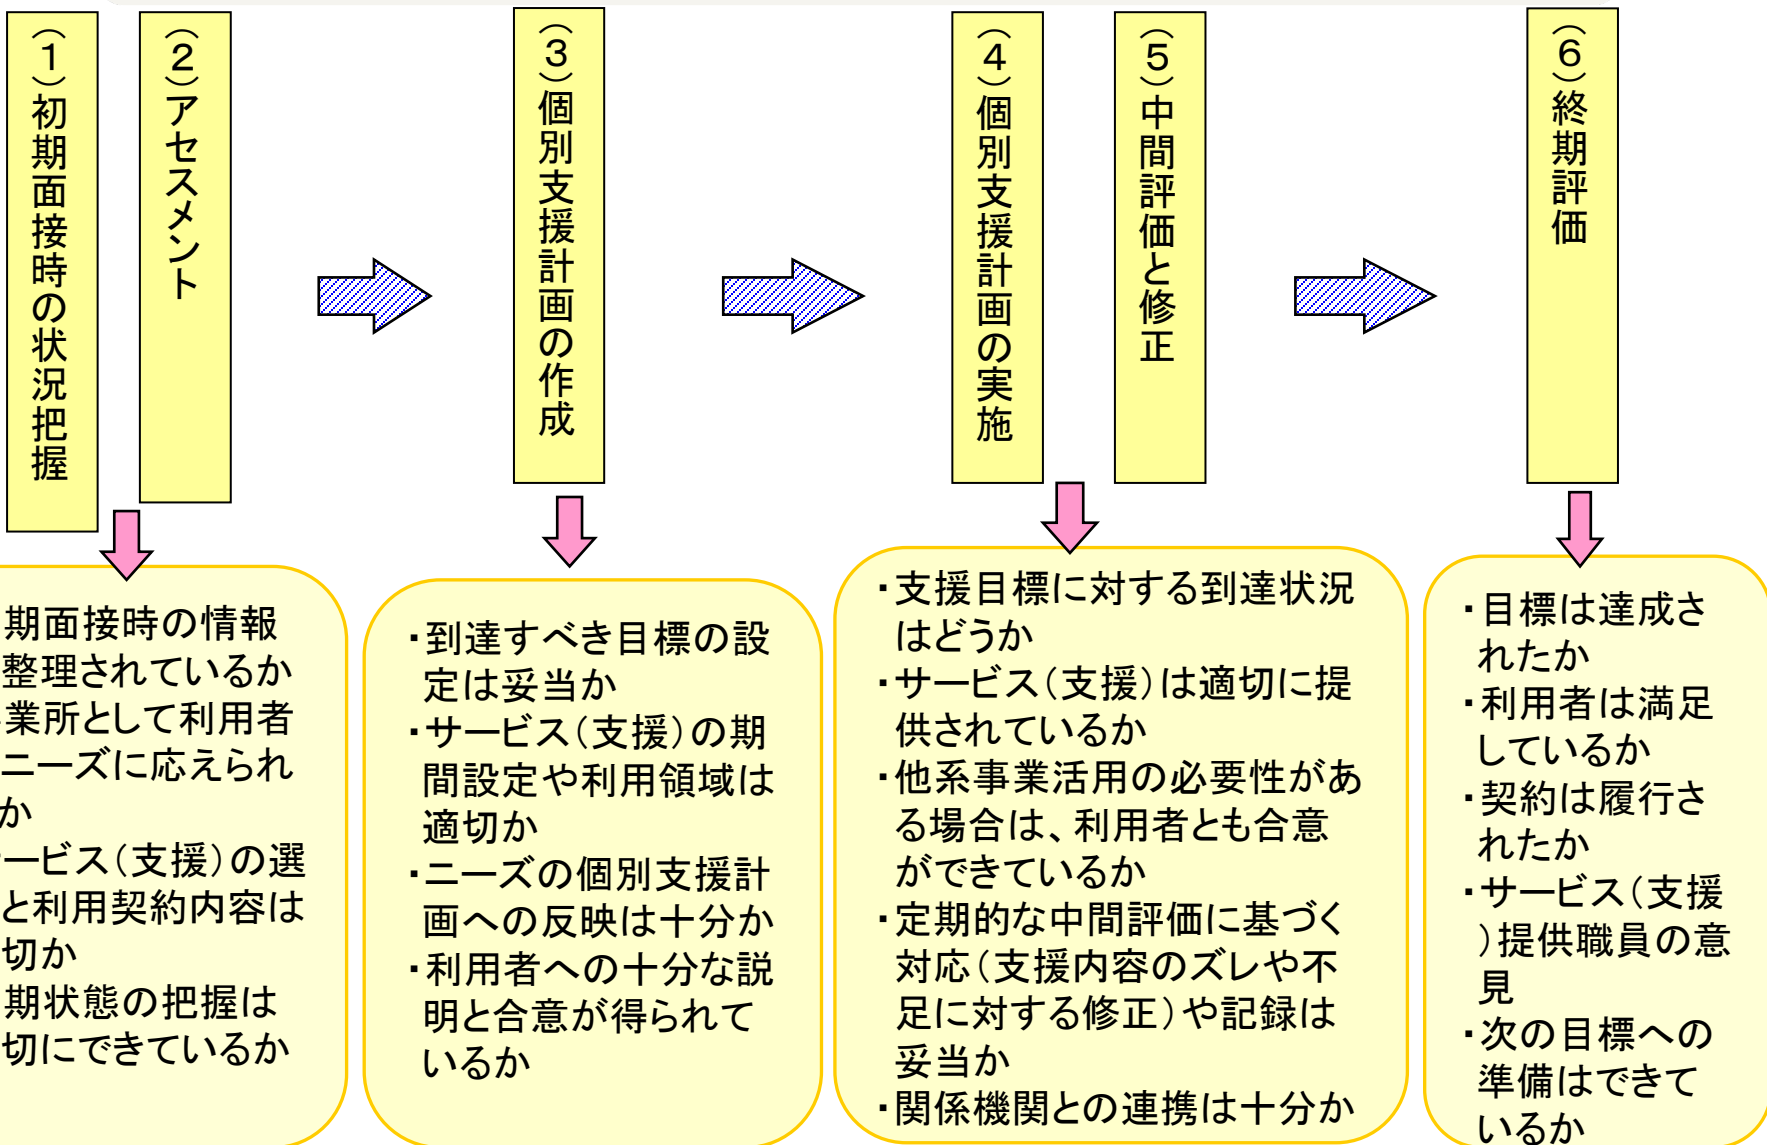 (1)初期面接時の状況把握
(2)アセスメント
(3)個別支援計画の作成
(4)個別支援計画の実施
(5)中間評価と修正
(6)終期評価
期面接時の情報
整理されているか
業所として利用者
ニーズに応えられ
か
ービス(支援)の選
と利用契約内容は
切か
期状態の把握は
切にできているか
・到達すべき目標の設
定は妥当か
・サービス(支援)の期
間設定や利用領域は
適切か
・ニーズの個別支援計
画への反映は十分か
・利用者への十分な説
明と合意が得られて
いるか
・支援目標に対する到達状況
はどうか
・サービス(支援)は適切に提
供されているか
・他系事業活用の必要性があ
る場合は、利用者とも合意
ができているか
・定期的な中間評価に基づく
対応(支援内容のズレや不
足に対する修正)や記録は
妥当か
・関係機関との連携は十分か
・目標は達成さ
れたか
・利用者は満足
しているか
・契約は履行さ
れたか
・サービス(支援
)提供職員の意
見
・次の目標への
準備はできて
いるか